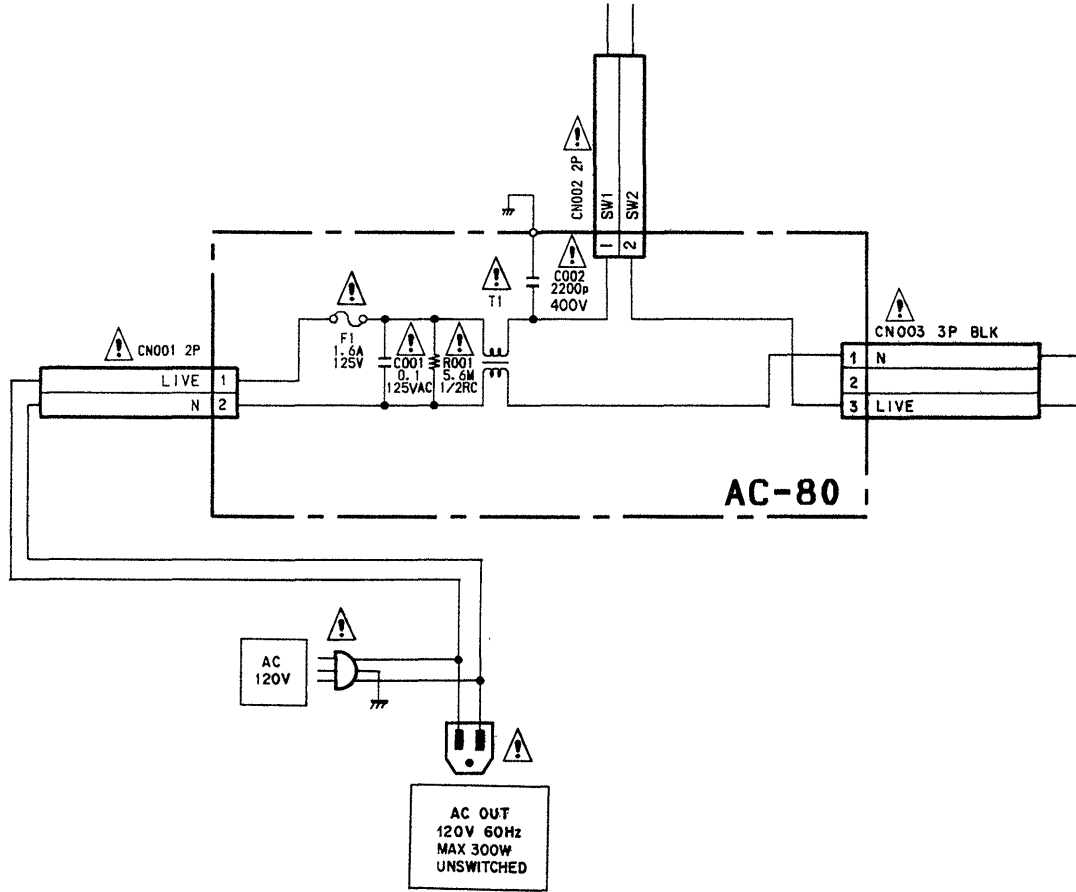 CN002 2P
SW1
SW2
1
2
C002
2200p
400V
T1
F1
1.6A
125V
C001
0.1
125VAC
R001
5.6M
1/2RC
CN001 2P
LIVE 1
N 2
CN003 3P BLK
1 N
2
3 LIVE
AC-80
AC
120V
AC OUT
120V 60Hz
MAX 300W
UNSWITCHED